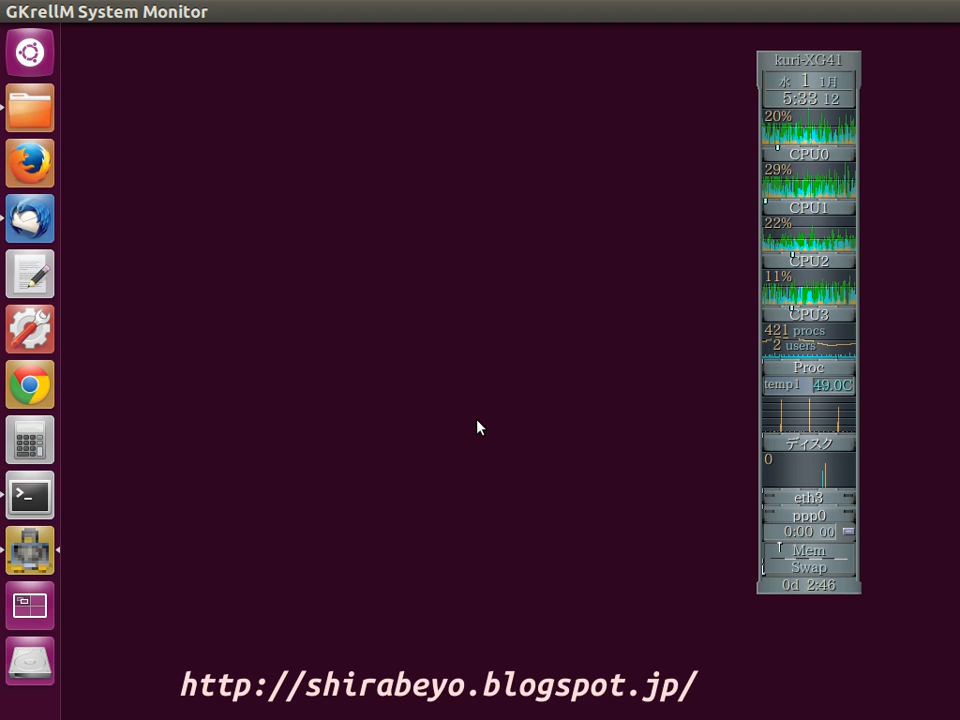 GKrellM System Monitor
kuri-XG41
水 1 1月
5:33 12
20%
CPU0
29%
CPU1
22%
CPU2
11%
CPU3
421 procs
2 users
Proc
temp1 49.0C
ディスク
0
eth3
ppp0
0:00 00
Mem
Swap
0d 2:46
>_
http://shirabeyo.blogspot.jp/